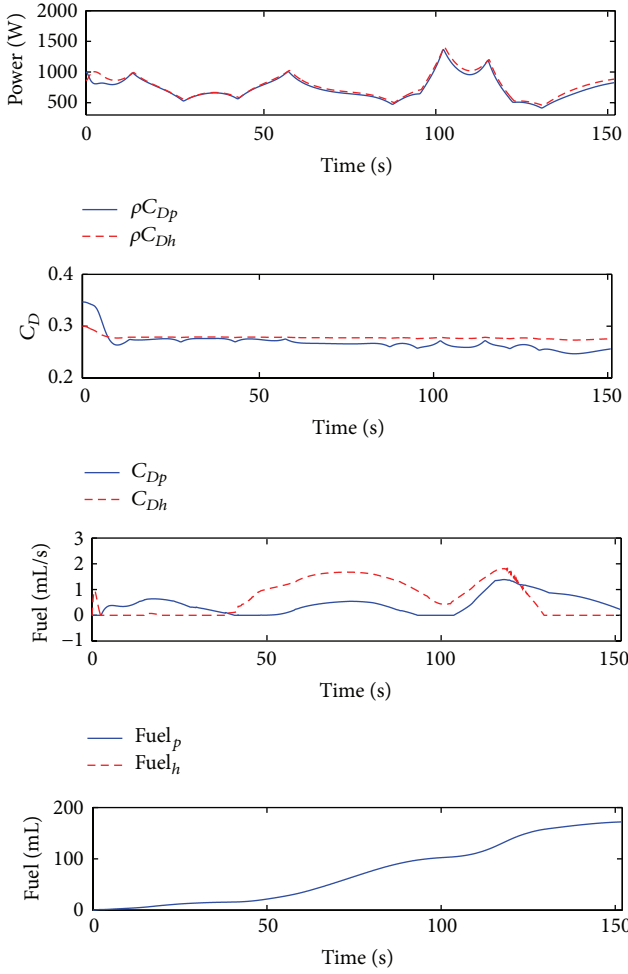 Power (W)
2000
1500
1000
500
0 50 100 150
Time (s)
ρC_Dp
ρC_Dh
C_D
0.4
0.3
0.2
0 50 100 150
Time (s)
C_Dp
C_Dh
Fuel (mL/s)
3
2
1
0
−1
0 50 100 150
Time (s)
Fuel_p
Fuel_h
Fuel (mL)
200
100
0
0 50 100 150
Time (s)